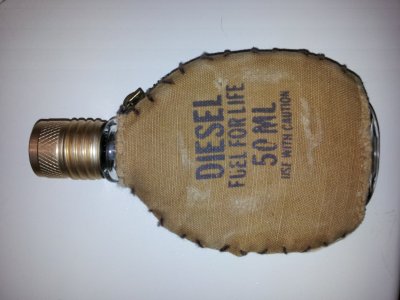 DIESEL
FUEL FOR LIFE
50 ML
USE WITH CAUTION